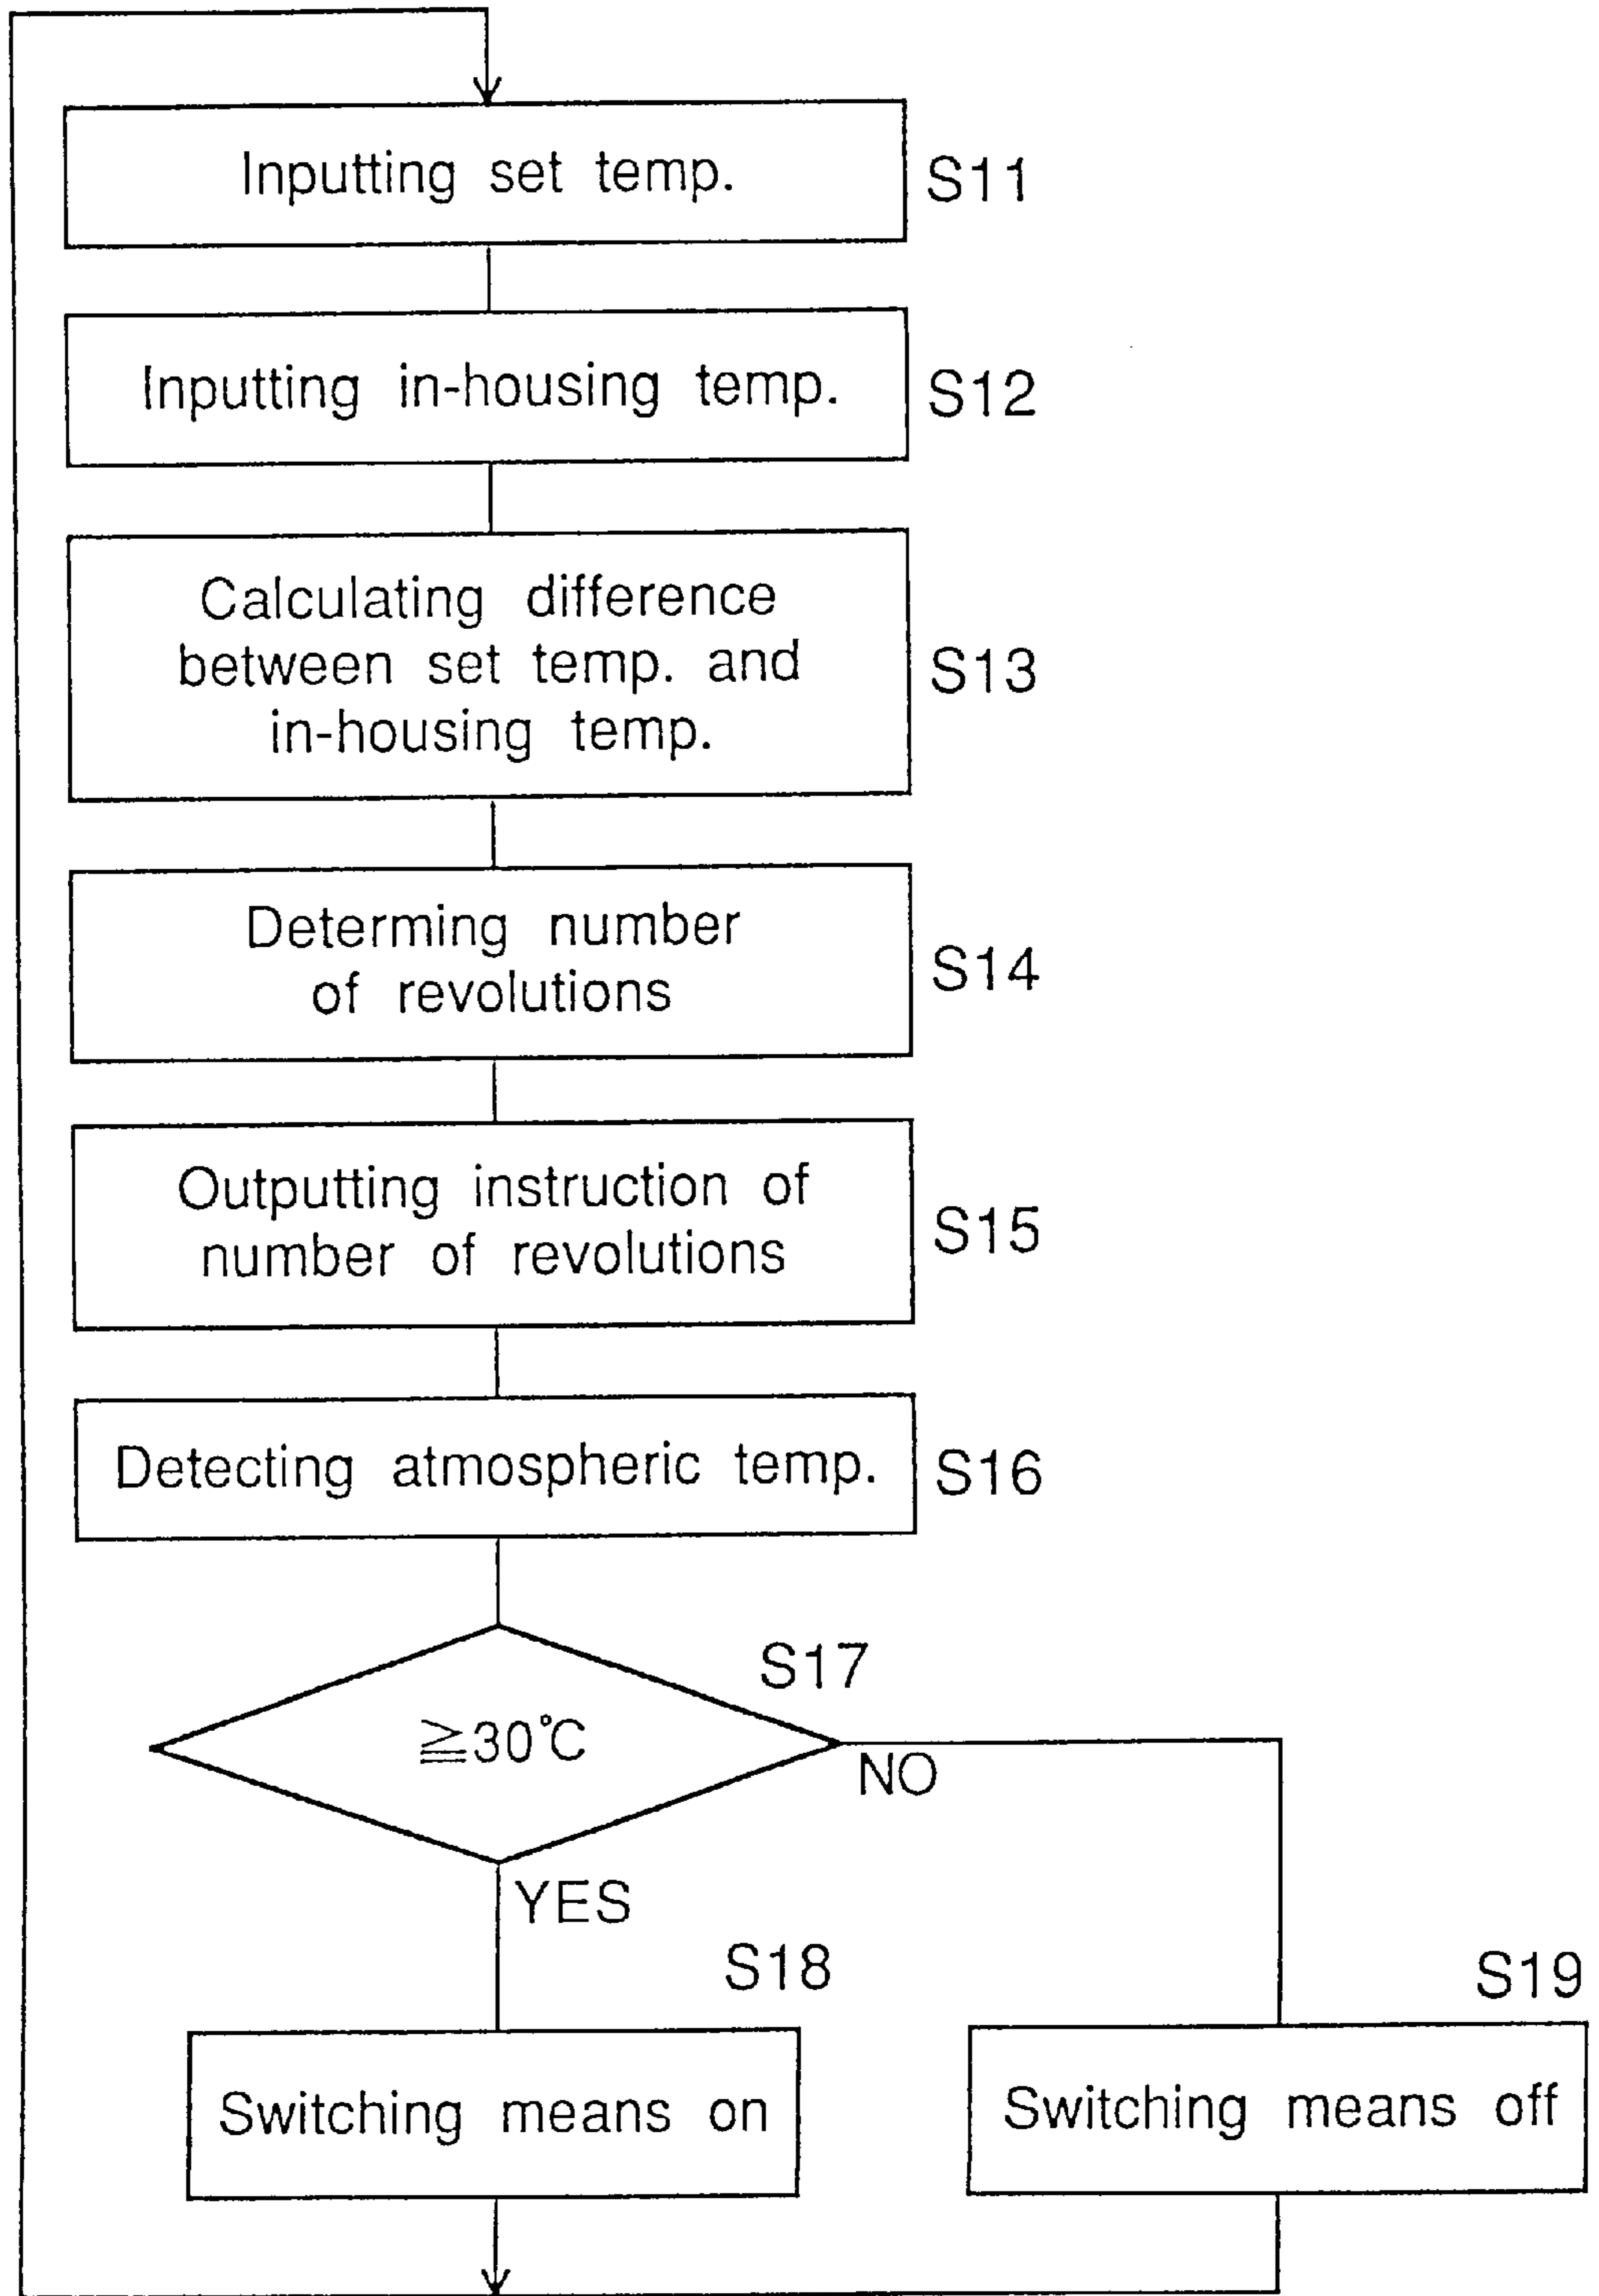 Inputting set temp.
S11
Inputting in-housing temp.
S12
Calculating difference
between set temp. and
in-housing temp.
S13
Determing number
of revolutions
S14
Outputting instruction of
number of revolutions
S15
Detecting atmospheric temp.
S16
S17
≧30℃
NO
YES
S18
Switching means on
S19
Switching means off